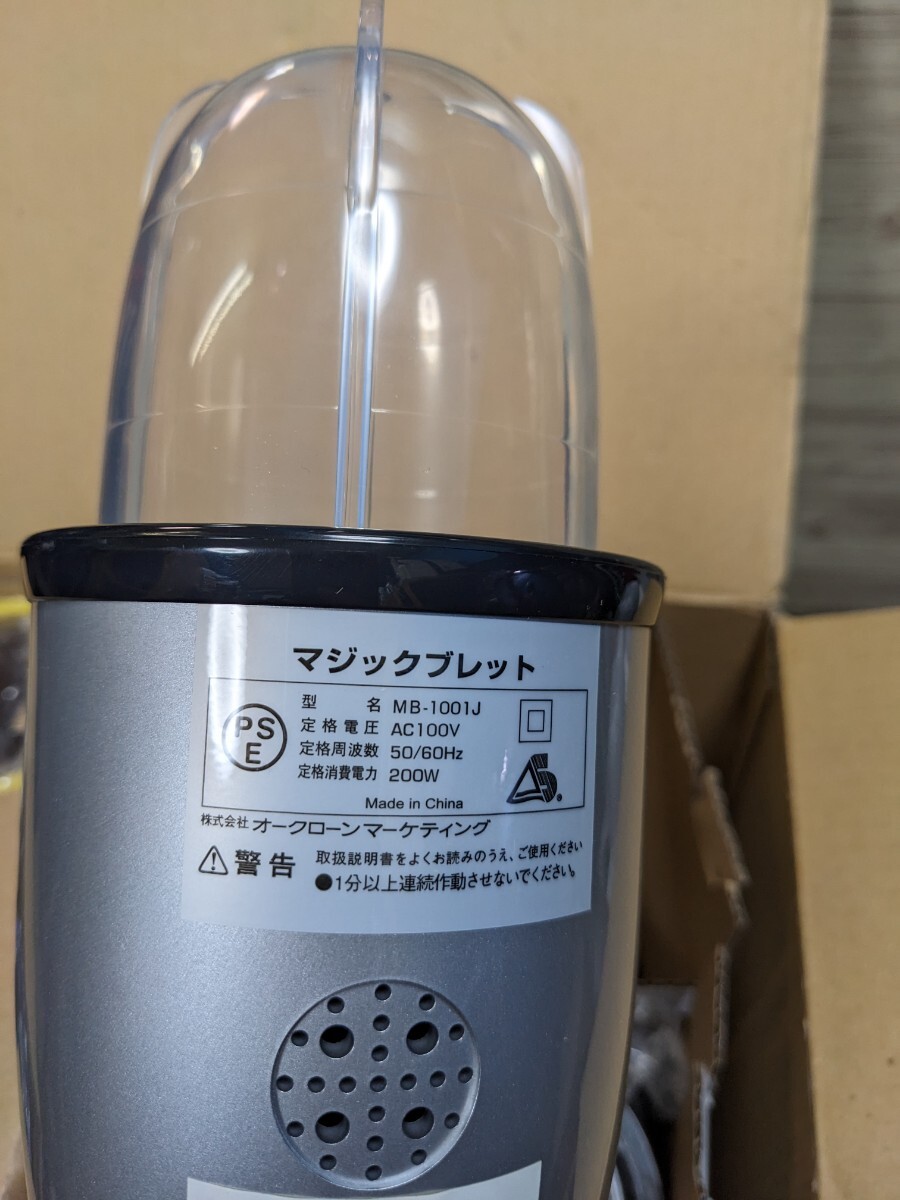 マジックブレット
PS
E
型 名 MB-1001J
定格電圧 AC100V
定格周波数 50/60Hz
定格消費電力 200W
Made in China
株式会社 オークローンマーケティング
警告 取扱説明書をよくお読みのうえ、ご使用ください
●1分以上連続作動させないでください。